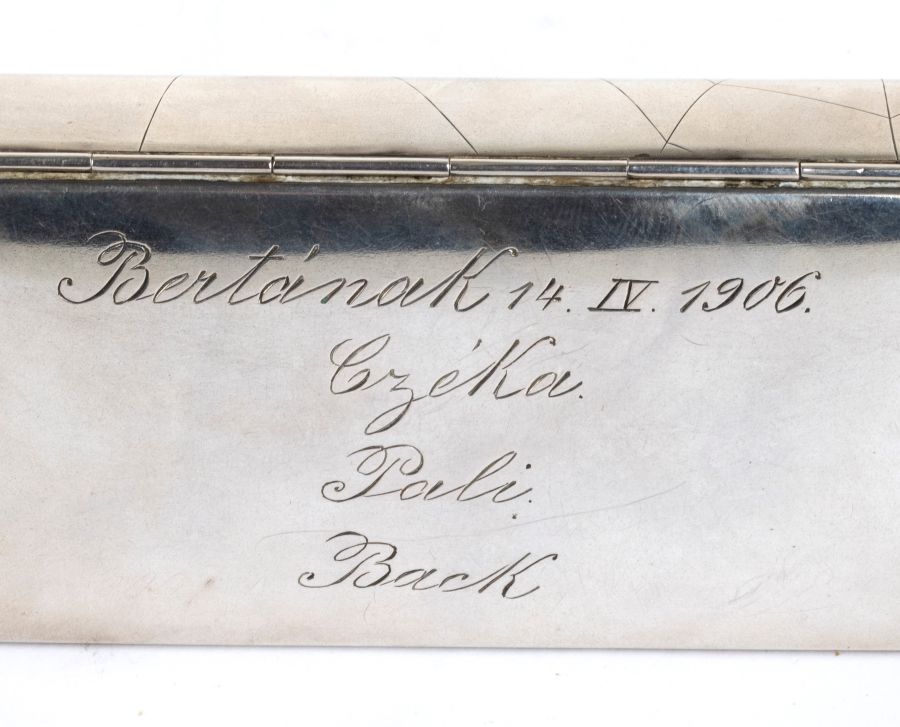 Bertának 14. IV. 1906.
Czéka.
Pali.
Back